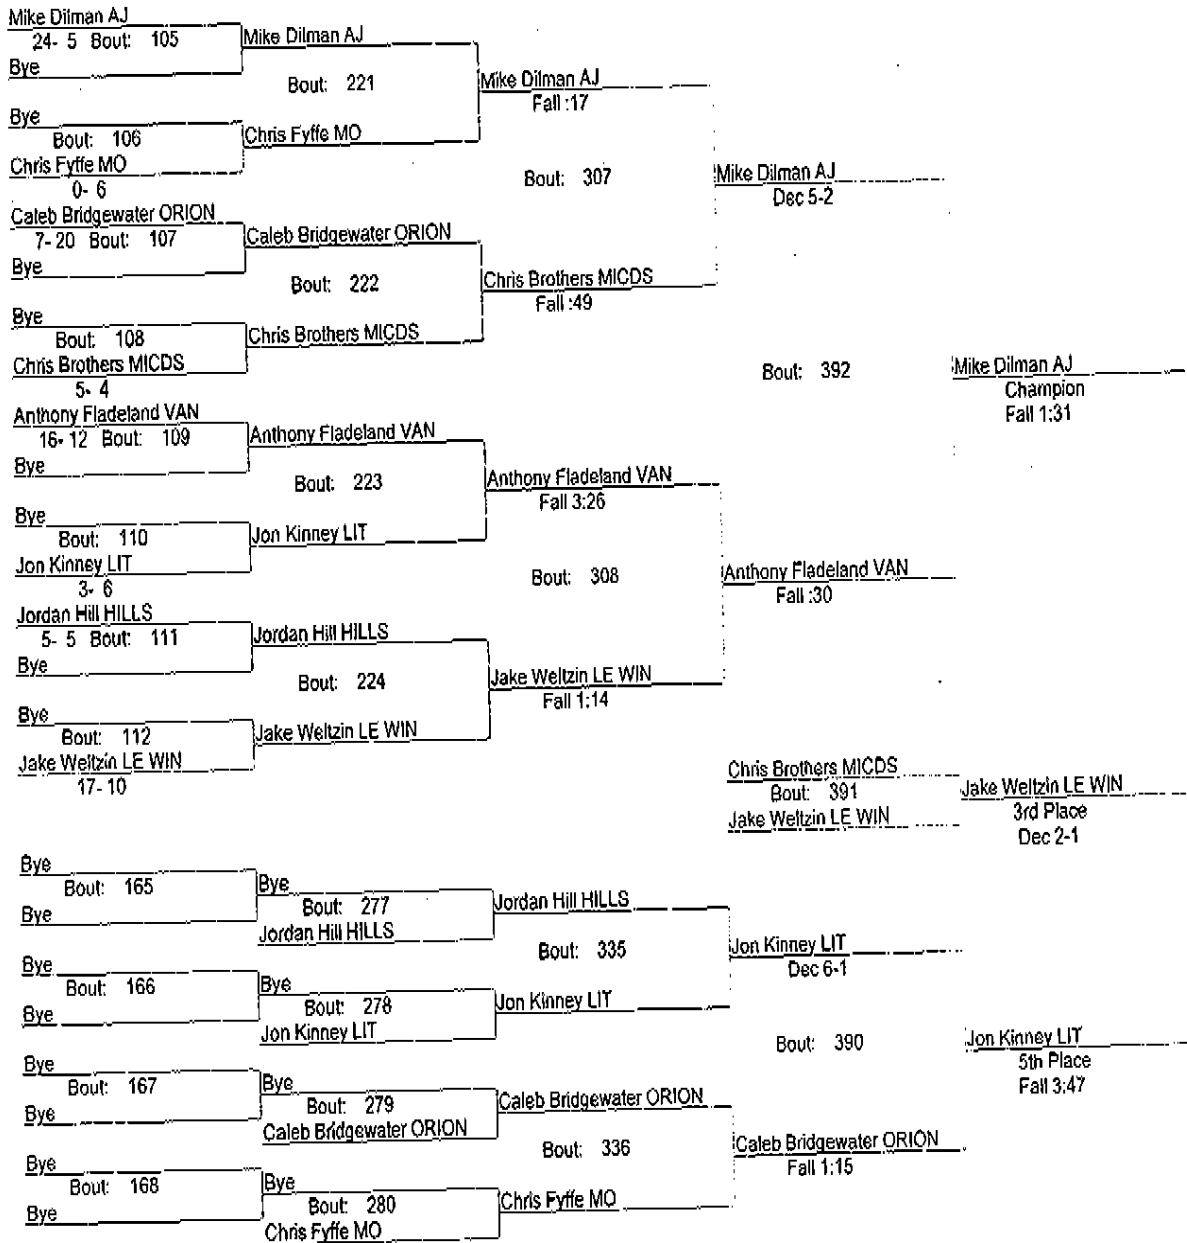 Mike Dilman AJ
24- 5 Bout: 105
Bye
Mike Dilman AJ
Bout: 221
Bye
Bout: 106
Chris Fyffe MO
0- 6
Chris Fyffe MO
Mike Dilman AJ
Fall :17
Caleb Bridgewater ORION
7- 20 Bout: 107
Bye
Caleb Bridgewater ORION
Bout: 222
Bye
Bout: 108
Chris Brothers MICDS
5- 4
Chris Brothers MICDS
Chris Brothers MICDS
Fall :49
Bout: 307
Mike Dilman AJ
Dec 5-2
Anthony Fladeland VAN
16- 12 Bout: 109
Bye
Anthony Fladeland VAN
Bout: 223
Bye
Bout: 110
Jon Kinney LIT
3- 6
Jon Kinney LIT
Anthony Fladeland VAN
Fall 3:26
Jordan Hill HILLS
5- 5 Bout: 111
Bye
Jordan Hill HILLS
Bout: 224
Bye
Bout: 112
Jake Weltzin LE WIN
17- 10
Jake Weltzin LE WIN
Jake Weltzin LE WIN
Fall 1:14
Bout: 308
Anthony Fladeland VAN
Fall :30
Bout: 392
Mike Dilman AJ
Champion
Fall 1:31
Chris Brothers MICDS
Bout: 391
Jake Weltzin LE WIN
Jake Weltzin LE WIN
3rd Place
Dec 2-1
Bye
Bout: 165
Bye
Bye
Bout: 277
Jordan Hill HILLS
Jordan Hill HILLS
Bye
Bout: 166
Bye
Bye
Bout: 278
Jon Kinney LIT
Jon Kinney LIT
Bout: 335
Jon Kinney LIT
Dec 6-1
Bye
Bout: 167
Bye
Bye
Bout: 279
Caleb Bridgewater ORION
Caleb Bridgewater ORION
Bye
Bout: 168
Bye
Bye
Bout: 280
Chris Fyffe MO
Chris Fyffe MO
Bout: 336
Caleb Bridgewater ORION
Fall 1:15
Bout: 390
Jon Kinney LIT
5th Place
Fall 3:47